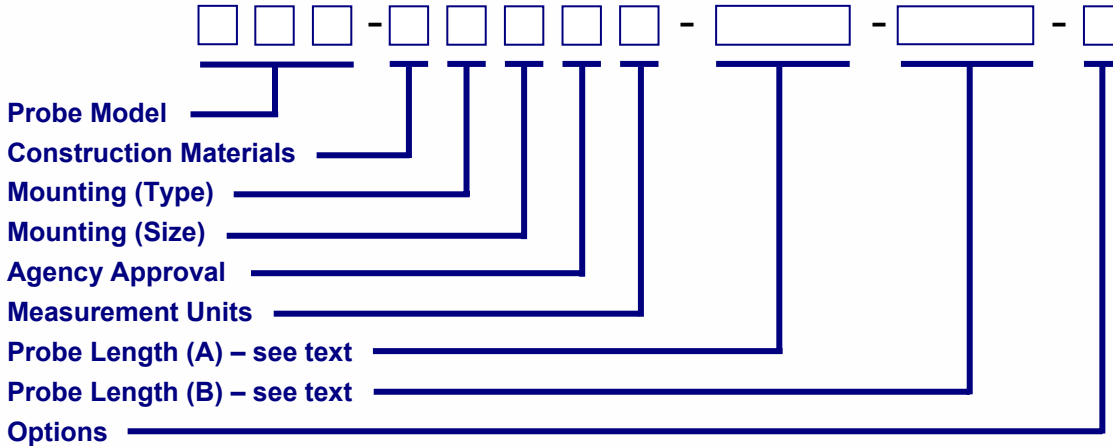 - - - -
Probe Model
Construction Materials
Mounting (Type)
Mounting (Size)
Agency Approval
Measurement Units
Probe Length (A) – see text
Probe Length (B) – see text
Options